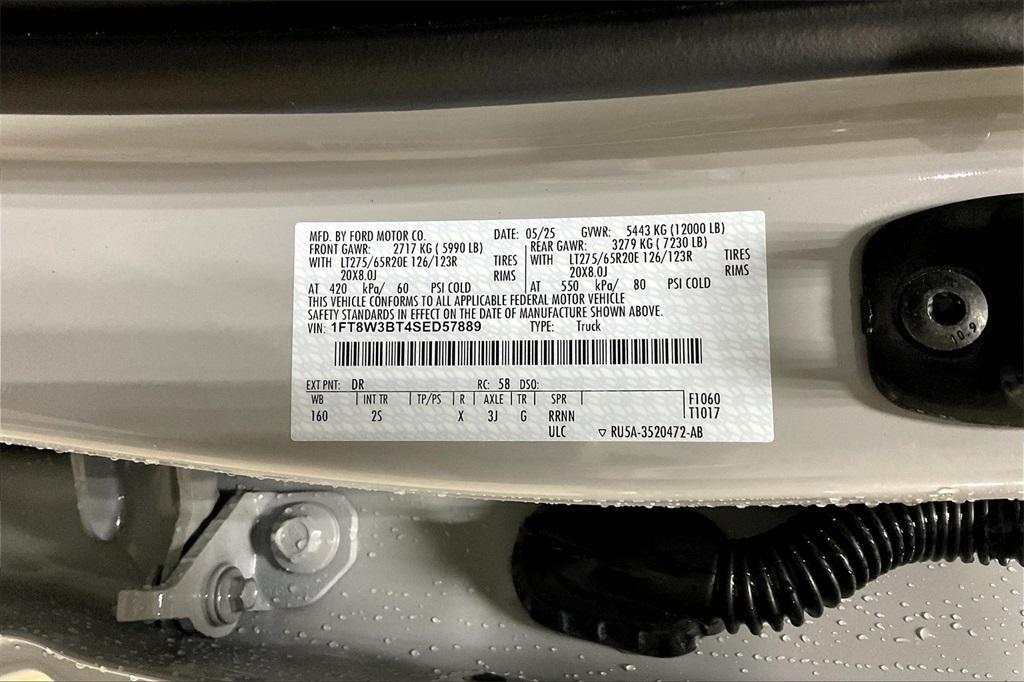 MFD. BY FORD MOTOR CO. DATE: 05/25 GVWR: 5443 KG (12000 LB)
FRONT GAWR: 2717 KG ( 5990 LB) REAR GAWR: 3279 KG ( 7230 LB)
WITH LT275/65R20E 126/123R TIRES WITH LT275/65R20E 126/123R TIRES
20X8.0J RIMS 20X8.0J RIMS
AT 420 kPa/ 60 PSI COLD AT 550 kPa/ 80 PSI COLD
THIS VEHICLE CONFORMS TO ALL APPLICABLE FEDERAL MOTOR VEHICLE
SAFETY STANDARDS IN EFFECT ON THE DATE OF MANUFACTURE SHOWN ABOVE.
VIN: 1FT8W3BT4SED57889 TYPE: Truck
EXT PNT: DR RC: 58 DSO:
WB INT TR TP/PS R AXLE TR SPR F1060
160 2S X 3J G RRNN T1017
ULC ▽ RU5A-3520472-AB
10.9